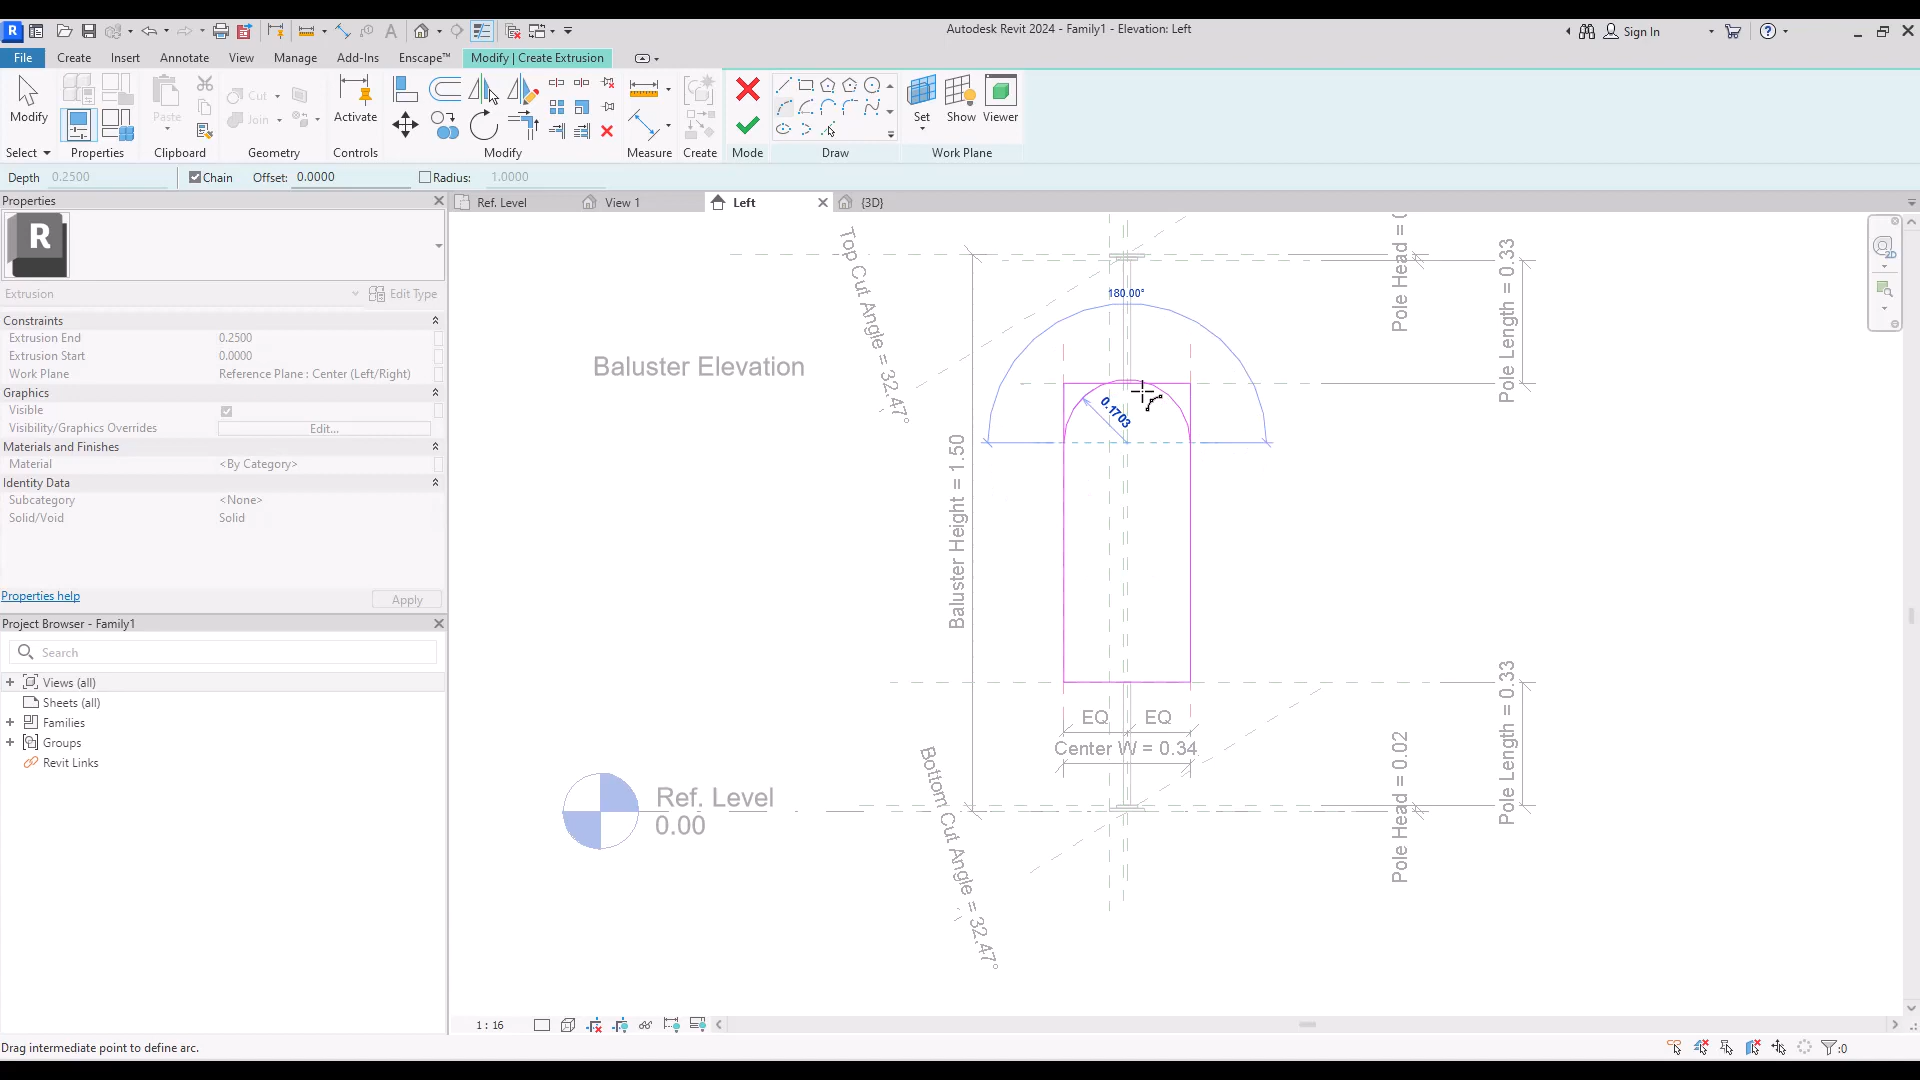 Autodesk Revit 2024 - Family1 - Elevation: Left
Sign In
File
Create
Insert
Annotate
View
Manage
Add-Ins
Enscape™
Modify | Create Extrusion
Modify
Paste
Cut
Join
Activate
Set
Show
Viewer
Select
Properties
Clipboard
Geometry
Controls
Modify
Measure
Create
Mode
Draw
Work Plane
Depth 0.2500
Chain
Offset: 0.0000
Radius: 1.0000
Properties
Ref. Level
View 1
Left
{3D}
R
Extrusion
Edit Type
Constraints
Extrusion End 0.2500
Extrusion Start 0.0000
Work Plane Reference Plane : Center (Left/Right)
Graphics
Visible
Visibility/Graphics Overrides Edit...
Materials and Finishes
Material <By Category>
Identity Data
Subcategory <None>
Solid/Void Solid
Properties help
Apply
Project Browser - Family1
Search
Views (all)
Sheets (all)
Families
Groups
Revit Links
Baluster Elevation
Top Cut Angle = 32.47°
180.00°
0.1703
Pole Head = 0
Pole Length = 0.33
Baluster Height = 1.50
EQ EQ
Center W = 0.34
Pole Head = 0.02
Pole Length = 0.33
Bottom Cut Angle = 32.47°
Ref. Level
0.00
2D
1 : 16
Drag intermediate point to define arc.
:0